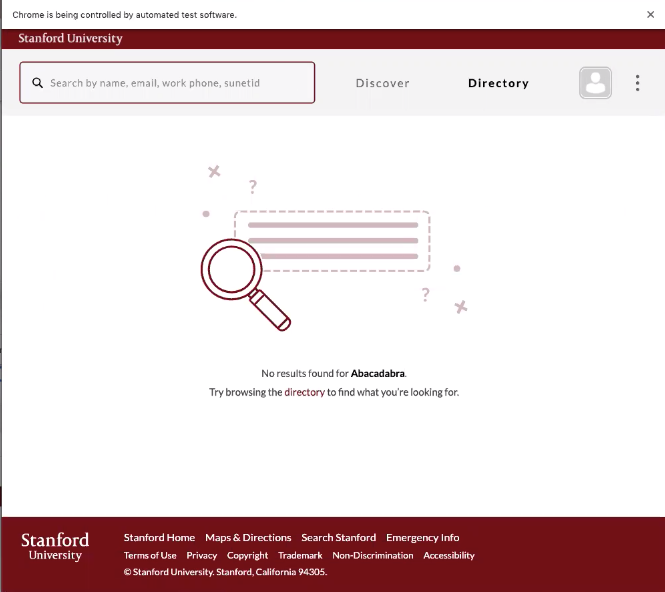 Chrome is being controlled by automated test software.
Stanford University
Search by name, email, work phone, sunetid
Discover
Directory
?
?
No results found for Abacadabra.
Try browsing the directory to find what you're looking for.
Stanford
University
Stanford Home Maps & Directions Search Stanford Emergency Info
Terms of Use Privacy Copyright Trademark Non-Discrimination Accessibility
© Stanford University. Stanford, California 94305.